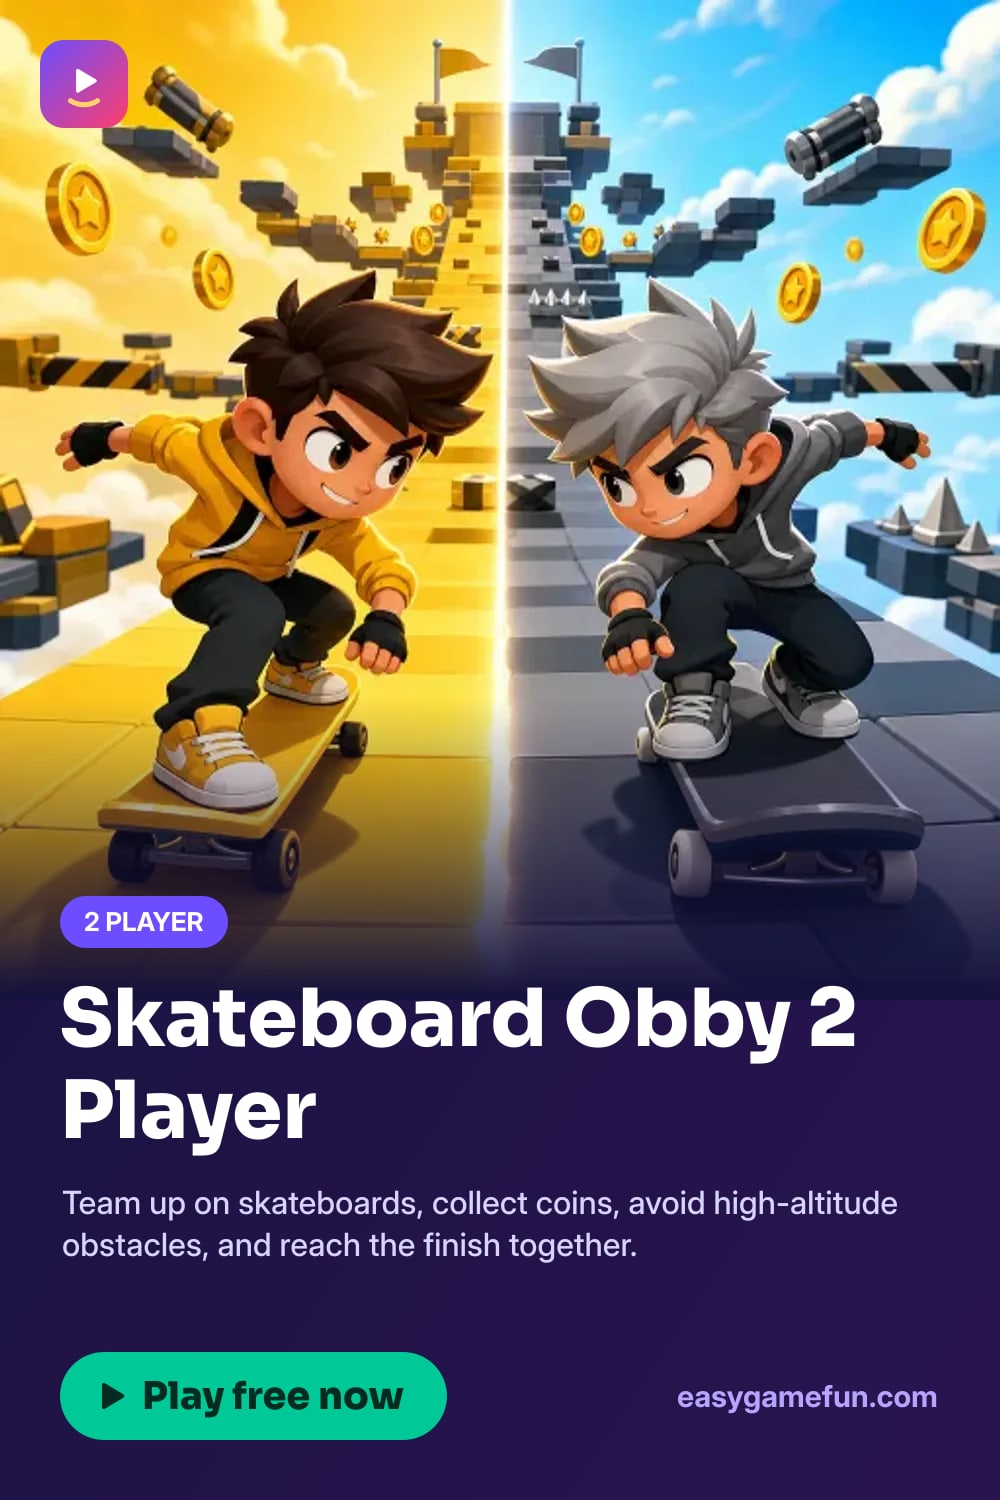 2 PLAYER
Skateboard Obby 2
Player
Team up on skateboards, collect coins, avoid high-altitude
obstacles, and reach the finish together.
Play free now
easygamefun.com